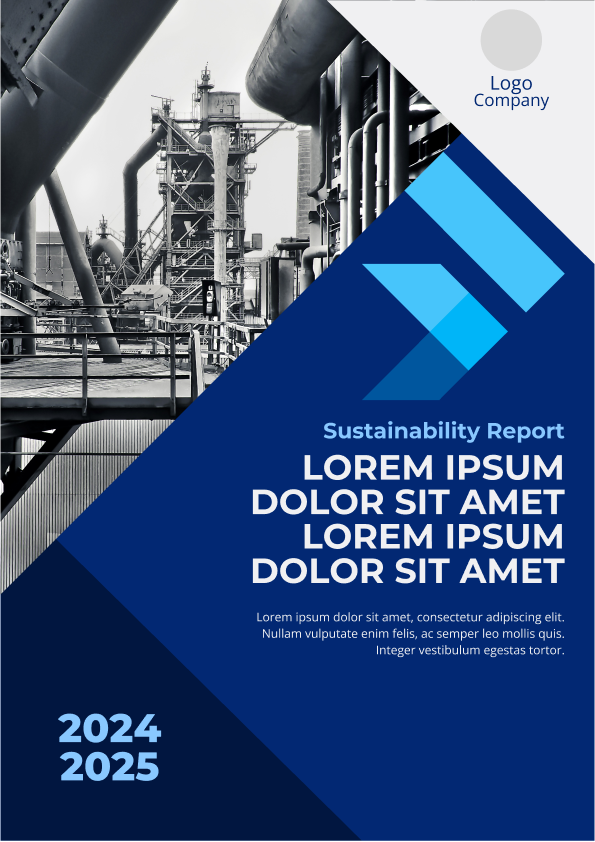 Logo
Company
Sustainability Report
LOREM IPSUM
DOLOR SIT AMET
LOREM IPSUM
DOLOR SIT AMET
Lorem ipsum dolor sit amet, consectetur adipiscing elit.
Nullam vulputate enim felis, ac semper leo mollis quis.
Integer vestibulum egestas tortor.
2024
2025